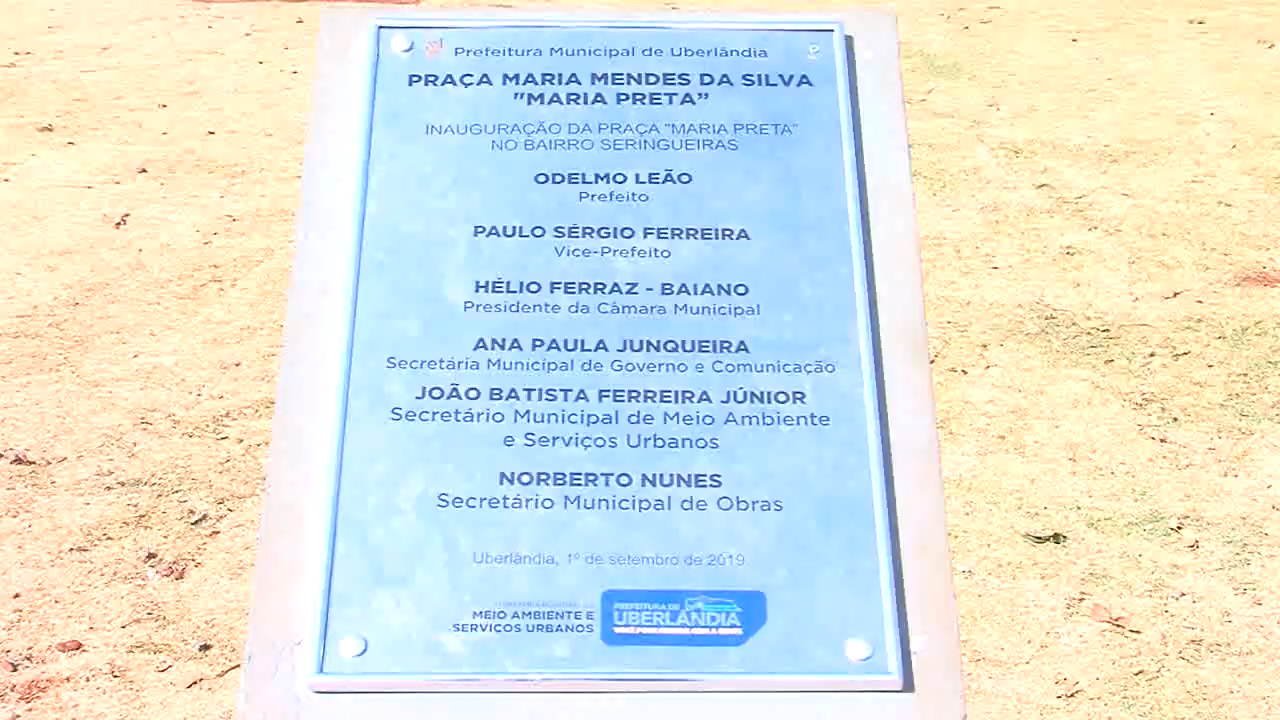 Prefeitura Municipal de Uberlândia
PRAÇA MARIA MENDES DA SILVA
"MARIA PRETA”
INAUGURAÇÃO DA PRAÇA "MARIA PRETA"
NO BAIRRO SERINGUEIRAS
ODELMO LEÃO
Prefeito
PAULO SÉRGIO FERREIRA
Vice-Prefeito
HÉLIO FERRAZ - BAIANO
Presidente da Câmara Municipal
ANA PAULA JUNQUEIRA
Secretária Municipal de Governo e Comunicação
JOÃO BATISTA FERREIRA JÚNIOR
Secretário Municipal de Meio Ambiente
e Serviços Urbanos
NORBERTO NUNES
Secretário Municipal de Obras
Uberlândia, 1º de setembro de 2019
MEIO AMBIENTE E
SERVIÇOS URBANOS
PREFEITURA DE
UBERLÂNDIA